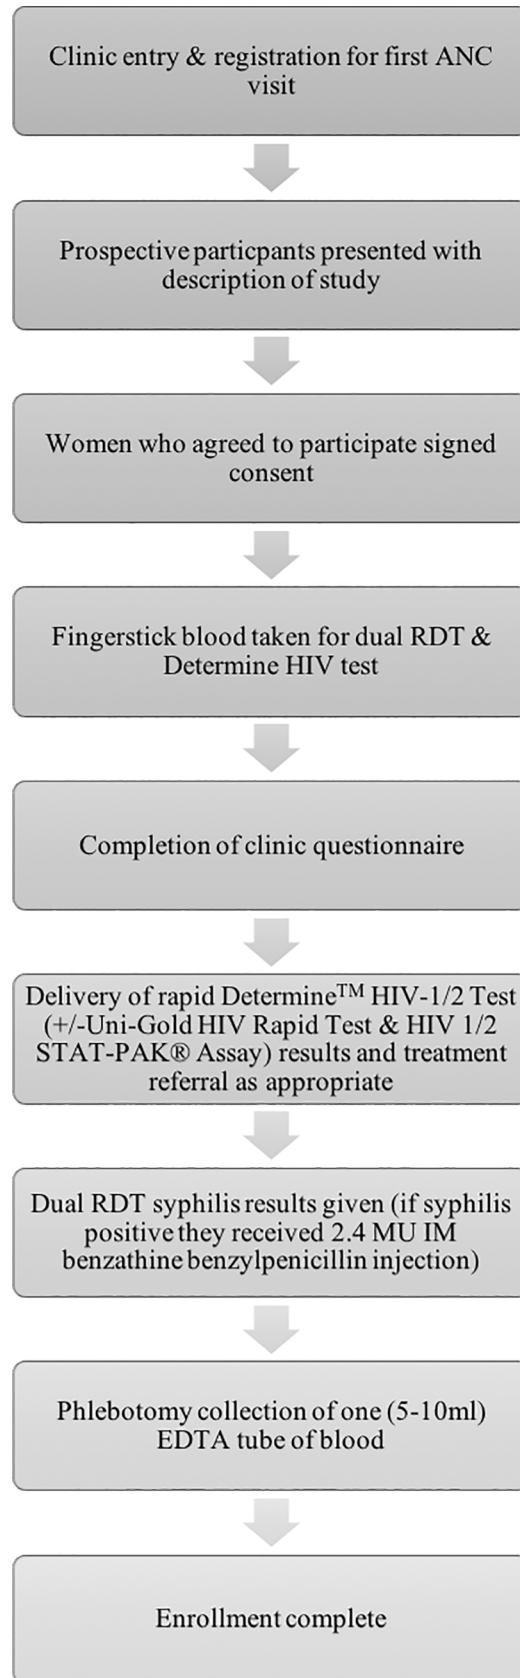 Clinic entry & registration for first ANC
visit
Prospective particpants presented with
description of study
Women who agreed to participate signed
consent
Fingerstick blood taken for dual RDT &
Determine HIV test
Completion of clinic questionnaire
Delivery of rapid Determine™ HIV-1/2 Test
(+/-Uni-Gold HIV Rapid Test & HIV 1/2
STAT-PAK® Assay) results and treatment
referral as appropriate
Dual RDT syphilis results given (if syphilis
positive they received 2.4 MU IM
benzathine benzylpenicillin injection)
Phlebotomy collection of one (5-10ml)
EDTA tube of blood
Enrollment complete